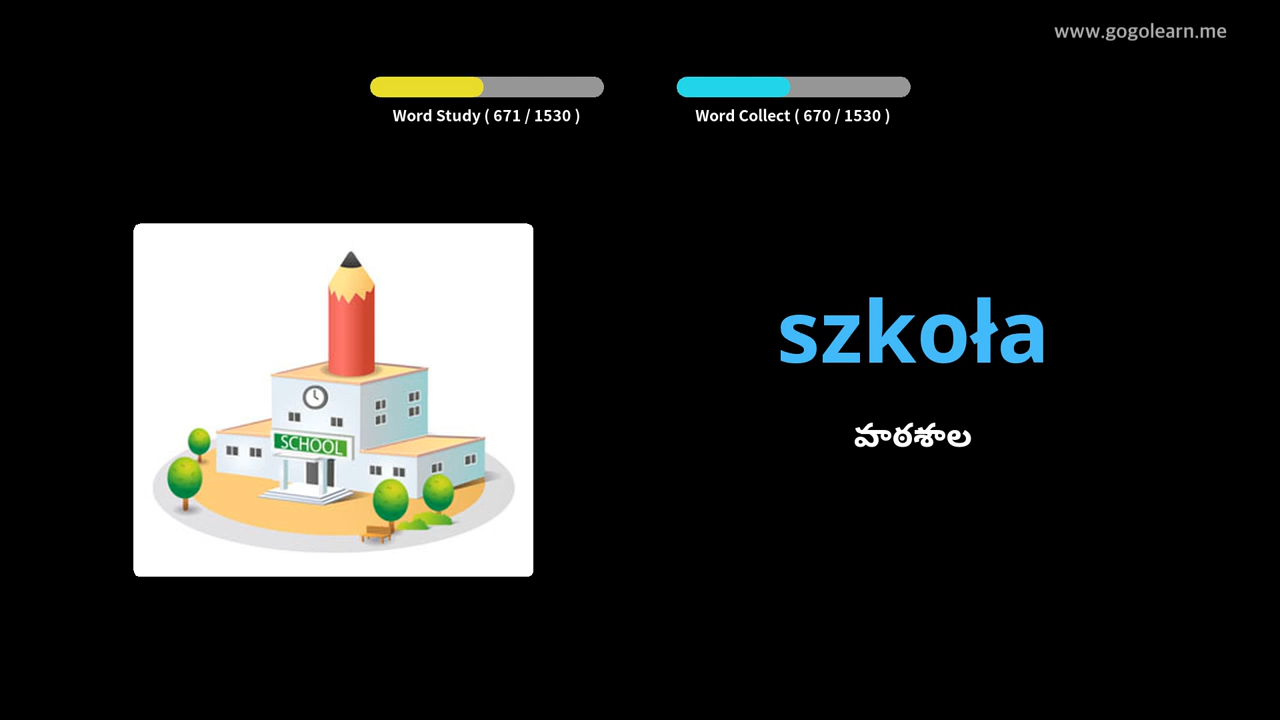 www.gogolearn.me
Word Study ( 671 / 1530 )
Word Collect ( 670 / 1530 )
SCHOOL
szkoła
పాఠశాల